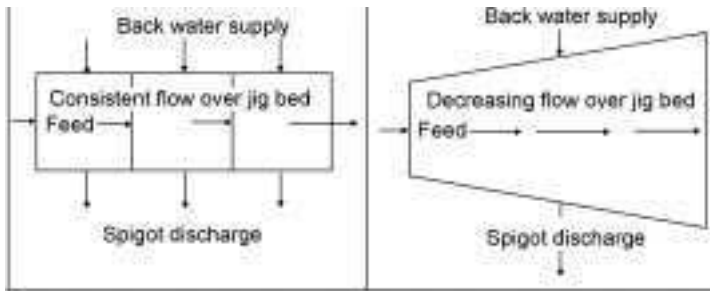 Back water supply
Consistent flow over jig bed
Feed
Spigot discharge
Back water supply
Decreasing flow over jig bed
Feed
Spigot discharge